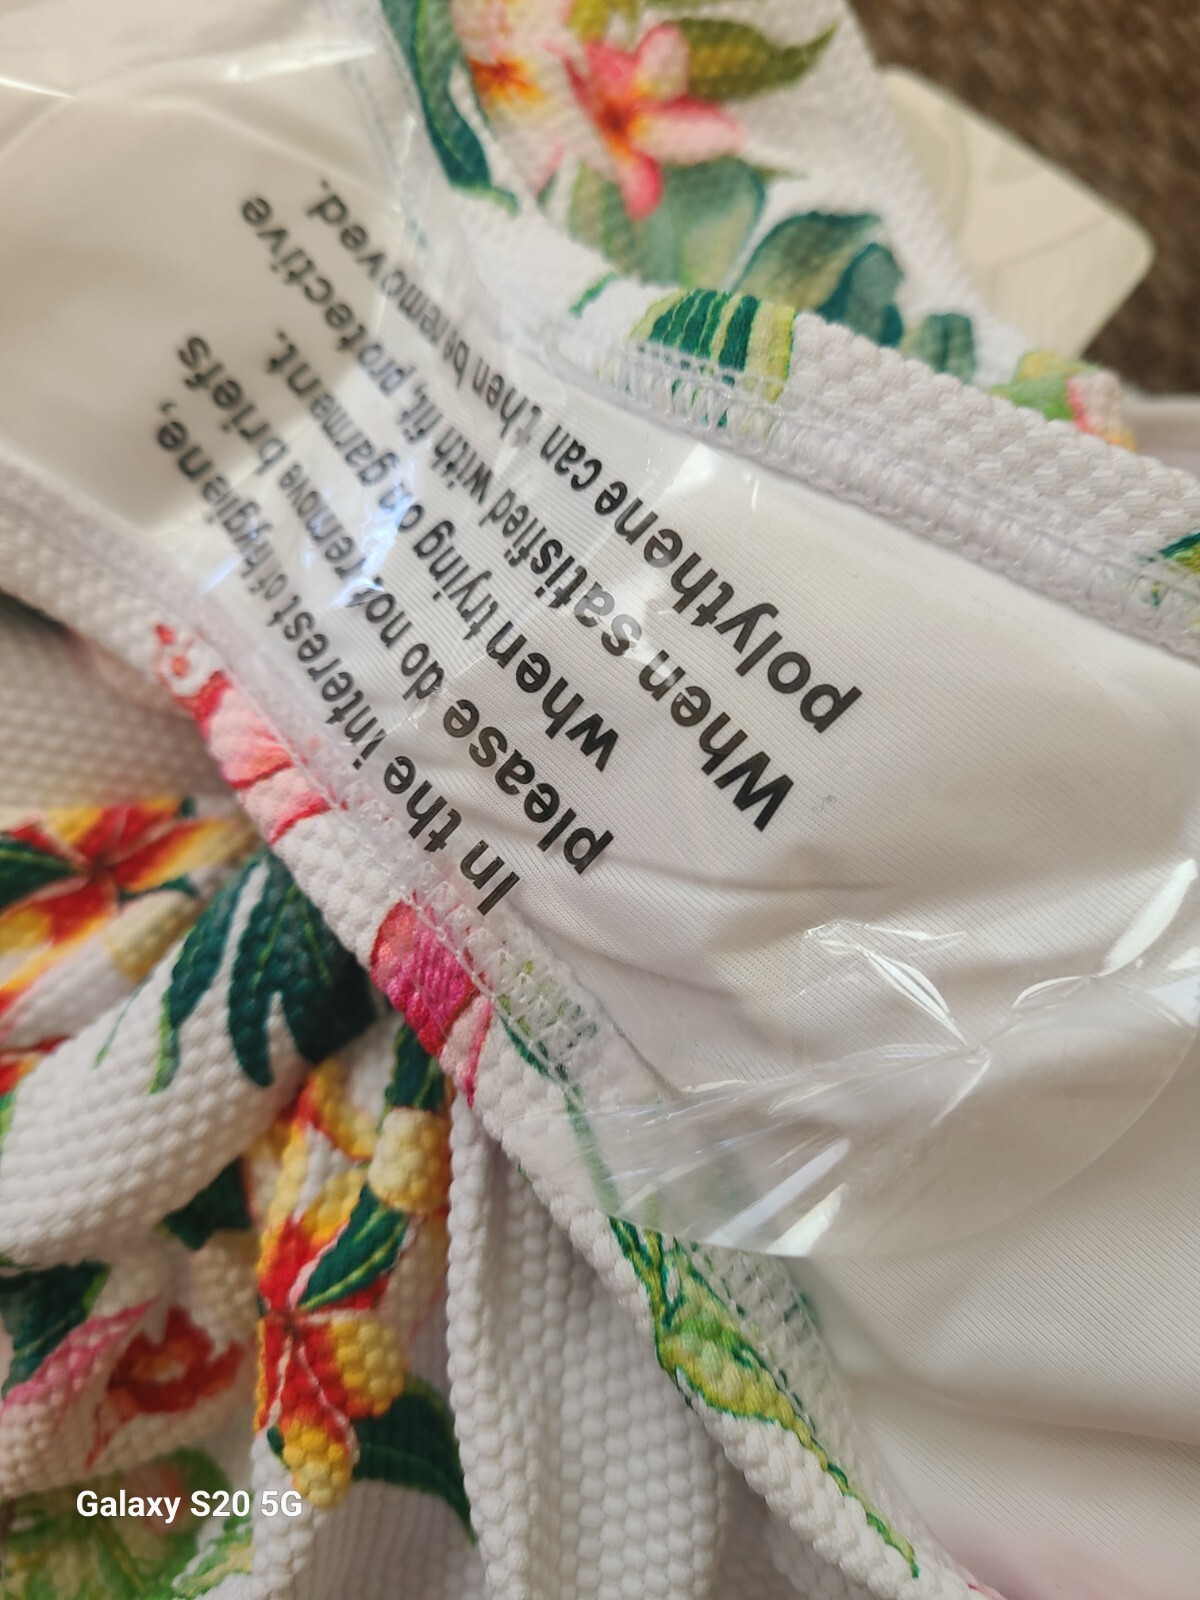 In the interest of hygiene,
please do not remove briefs
when trying on garment.
When satisfied with fit, protective
polythene can then be removed.
Galaxy S20 5G